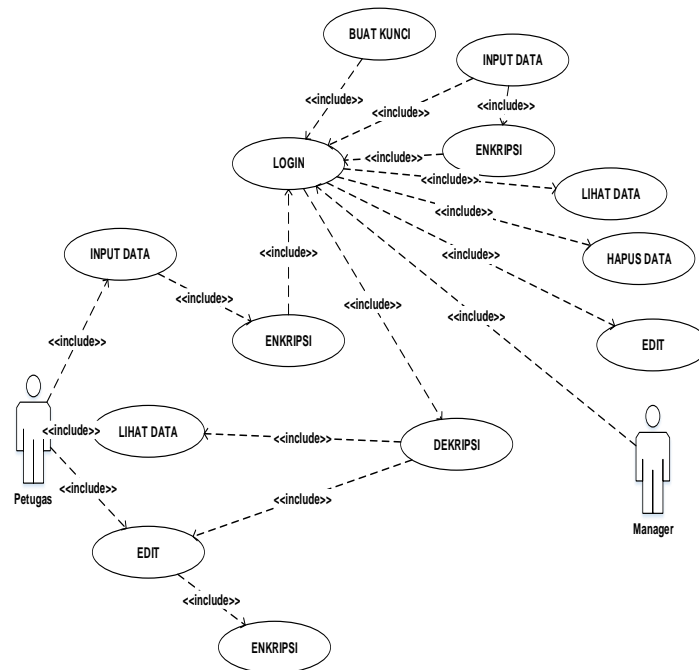 BUAT KUNCI
INPUT DATA
<<include>>
<<include>>
<<include>>
ENKRIPSI
<<include>>
LOGIN
<<include>>
LIHAT DATA
<<include>>
<<include>>
INPUT DATA
<<include>>
<<include>>
HAPUS DATA
<<include>>
<<include>>
<<include>>
ENKRIPSI
<<include>>
EDIT
<<include>>
LIHAT DATA
<<include>>
DEKRIPSI
Petugas
<<include>>
<<include>>
Manager
EDIT
<<include>>
ENKRIPSI